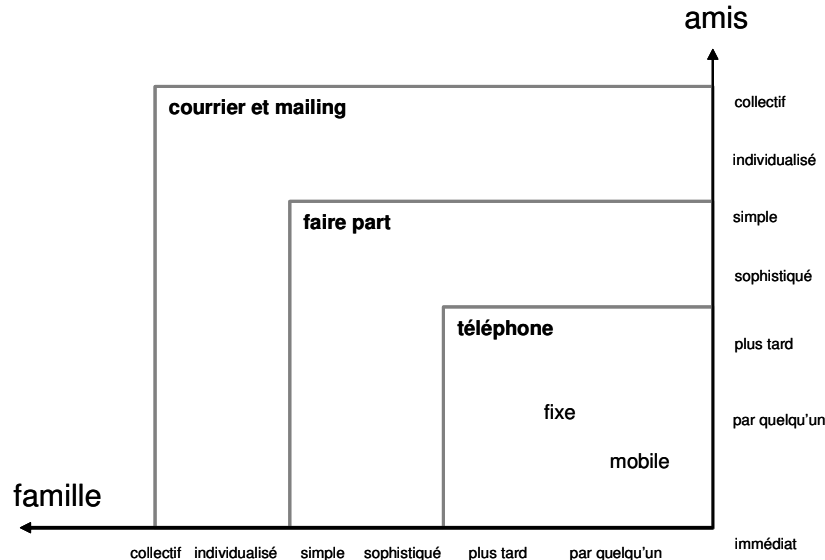 amis
courrier et mailing
collectif
individualisé
faire part
simple
sophistiqué
téléphone
plus tard
fixe
par quelqu'un
mobile
famille
immédiat
collectif individualisé simple sophistiqué plus tard par quelqu'un